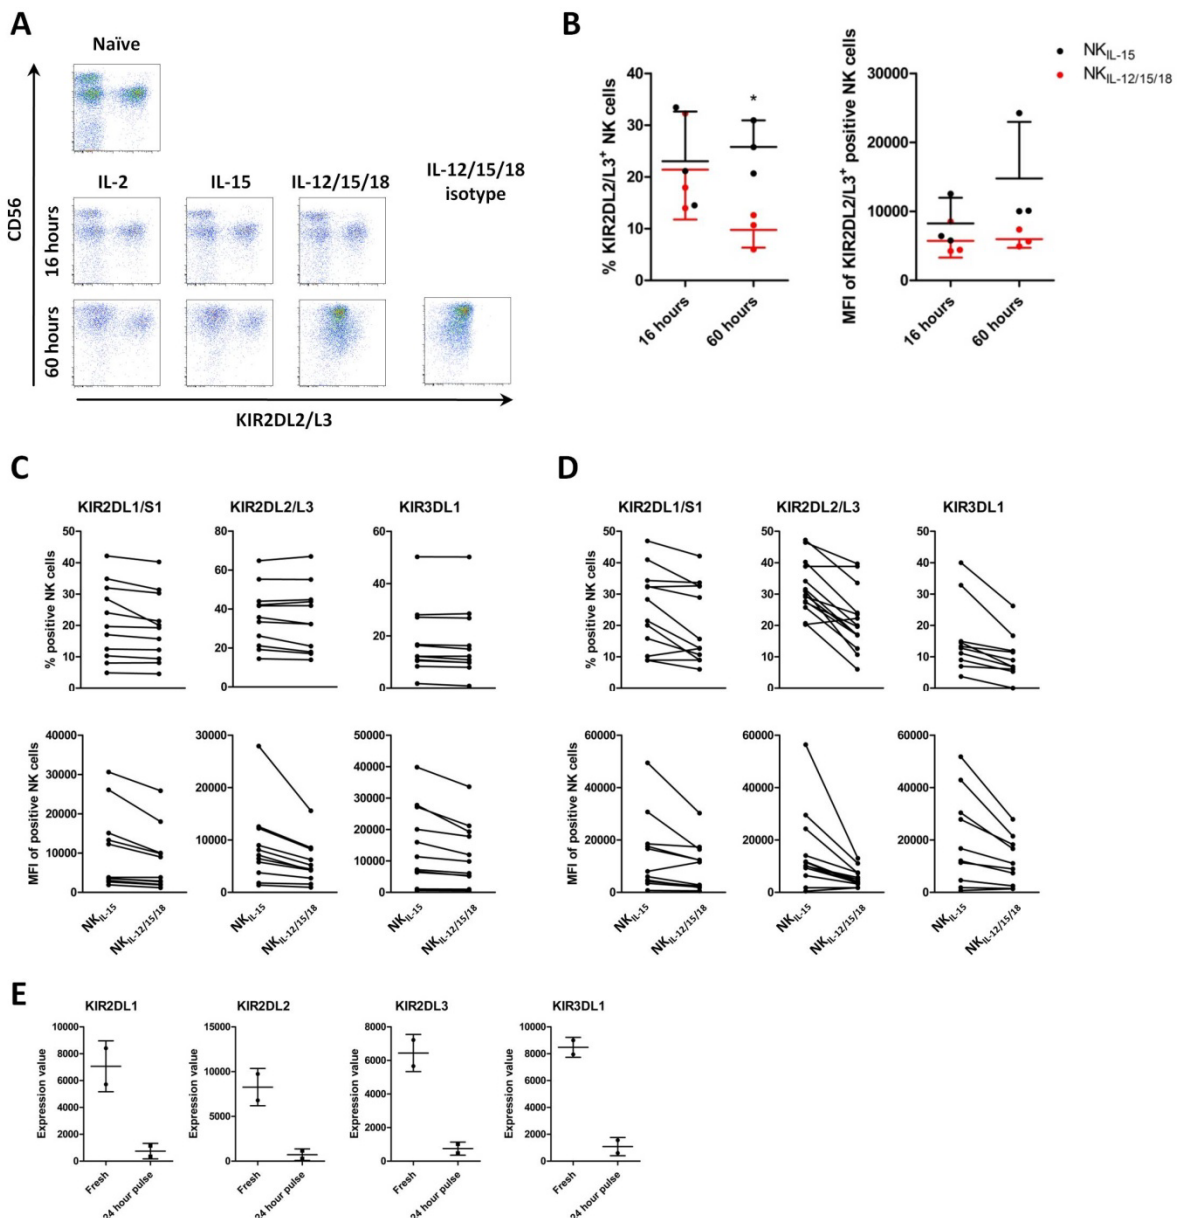 A
Naïve
CD56
16 hours
60 hours
IL-2
IL-15
IL-12/15/18
IL-12/15/18
isotype
KIR2DL2/L3
B
% KIR2DL2/L3+ NK cells
40
30
20
10
0
*
16 hours
60 hours
MFI of KIR2DL2/L3+ positive NK cells
30000
20000
10000
0
16 hours
60 hours
NKIL-15
NKIL-12/15/18
C
KIR2DL1/S1
KIR2DL2/L3
KIR3DL1
% positive NK cells
50
40
30
20
10
0
80
60
40
20
0
60
40
20
0
MFI of positive NK cells
40000
30000
20000
10000
0
30000
20000
10000
0
50000
40000
30000
20000
10000
0
NKIL-15
NKIL-12/15/18
NKIL-15
NKIL-12/15/18
NKIL-15
NKIL-12/15/18
D
KIR2DL1/S1
KIR2DL2/L3
KIR3DL1
% positive NK cells
50
40
30
20
10
0
50
40
30
20
10
0
50
40
30
20
10
0
MFI of positive NK cells
60000
40000
20000
0
60000
40000
20000
0
60000
40000
20000
0
NKIL-15
NKIL-12/15/18
NKIL-15
NKIL-12/15/18
NKIL-15
NKIL-12/15/18
E
KIR2DL1
Expression value
10000
8000
6000
4000
2000
0
Fresh
24 hour pulse
KIR2DL2
Expression value
15000
10000
5000
0
Fresh
24 hour pulse
KIR2DL3
Expression value
8000
6000
4000
2000
0
Fresh
24 hour pulse
KIR3DL1
Expression value
10000
8000
6000
4000
2000
0
Fresh
24 hour pulse